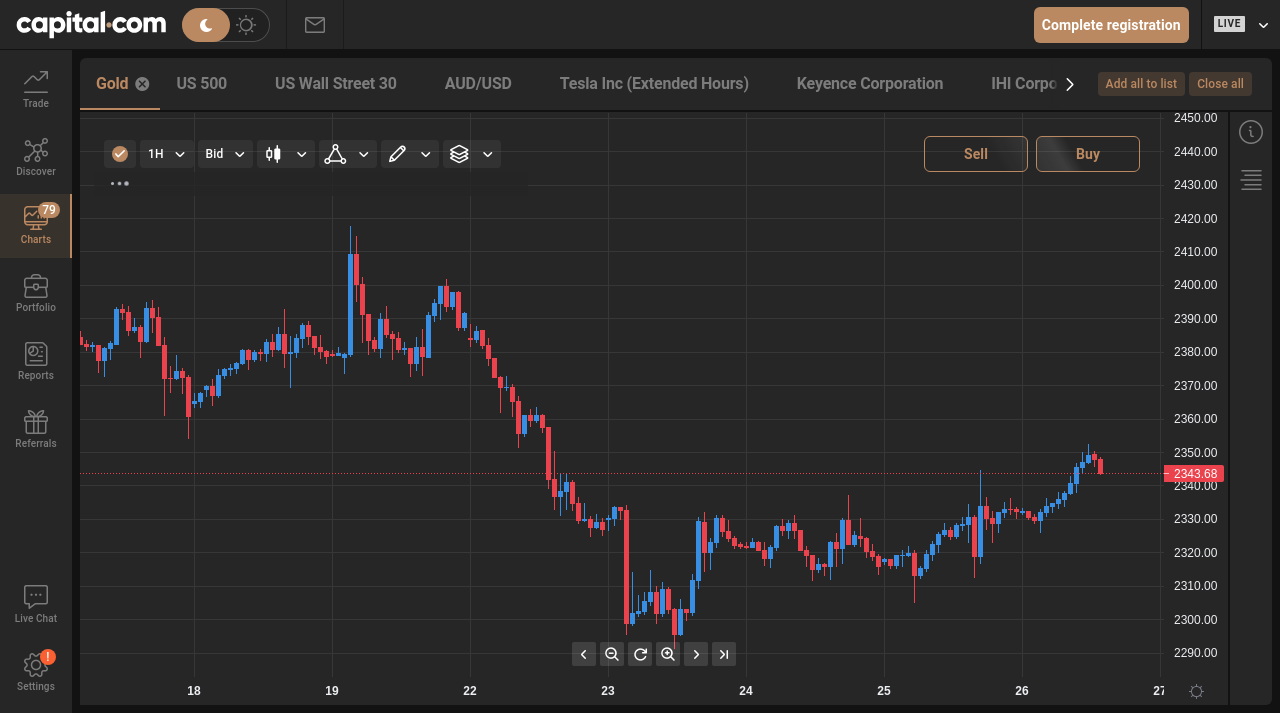 capital.com
Complete registration
LIVE
Trade
Discover
79
Charts
Portfolio
Reports
Referrals
Live Chat
!
Settings
Gold
US 500
US Wall Street 30
AUD/USD
Tesla Inc (Extended Hours)
Keyence Corporation
IHI Corpo
Add all to list
Close all
1H
Bid
Sell
Buy
2450.00
2440.00
2430.00
2420.00
2410.00
2400.00
2390.00
2380.00
2370.00
2360.00
2350.00
2343.68
2340.00
2330.00
2320.00
2310.00
2300.00
2290.00
18
19
22
23
24
25
26
27